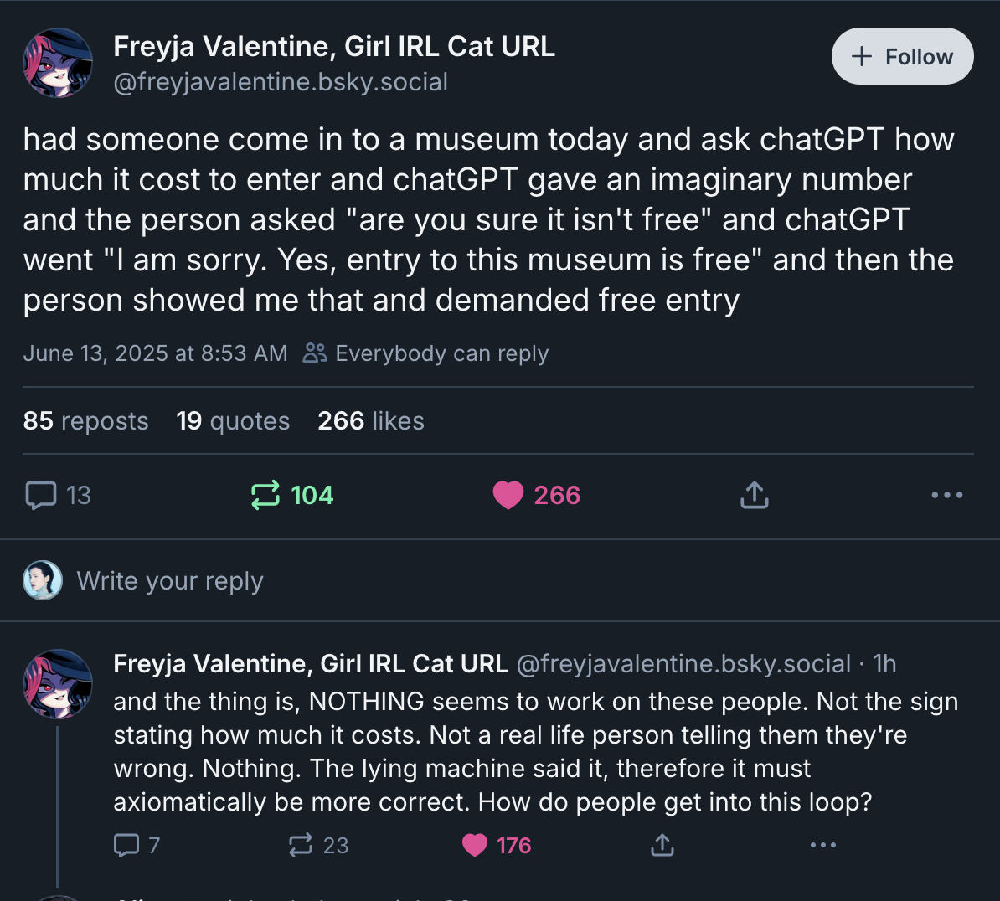 Freyja Valentine, Girl IRL Cat URL
@freyjavalentine.bsky.social
+ Follow
had someone come in to a museum today and ask chatGPT how
much it cost to enter and chatGPT gave an imaginary number
and the person asked "are you sure it isn't free" and chatGPT
went "I am sorry. Yes, entry to this museum is free" and then the
person showed me that and demanded free entry
June 13, 2025 at 8:53 AM Everybody can reply
85 reposts 19 quotes 266 likes
13 104 266
Write your reply
Freyja Valentine, Girl IRL Cat URL @freyjavalentine.bsky.social · 1h
and the thing is, NOTHING seems to work on these people. Not the sign
stating how much it costs. Not a real life person telling them they're
wrong. Nothing. The lying machine said it, therefore it must
axiomatically be more correct. How do people get into this loop?
7 23 176